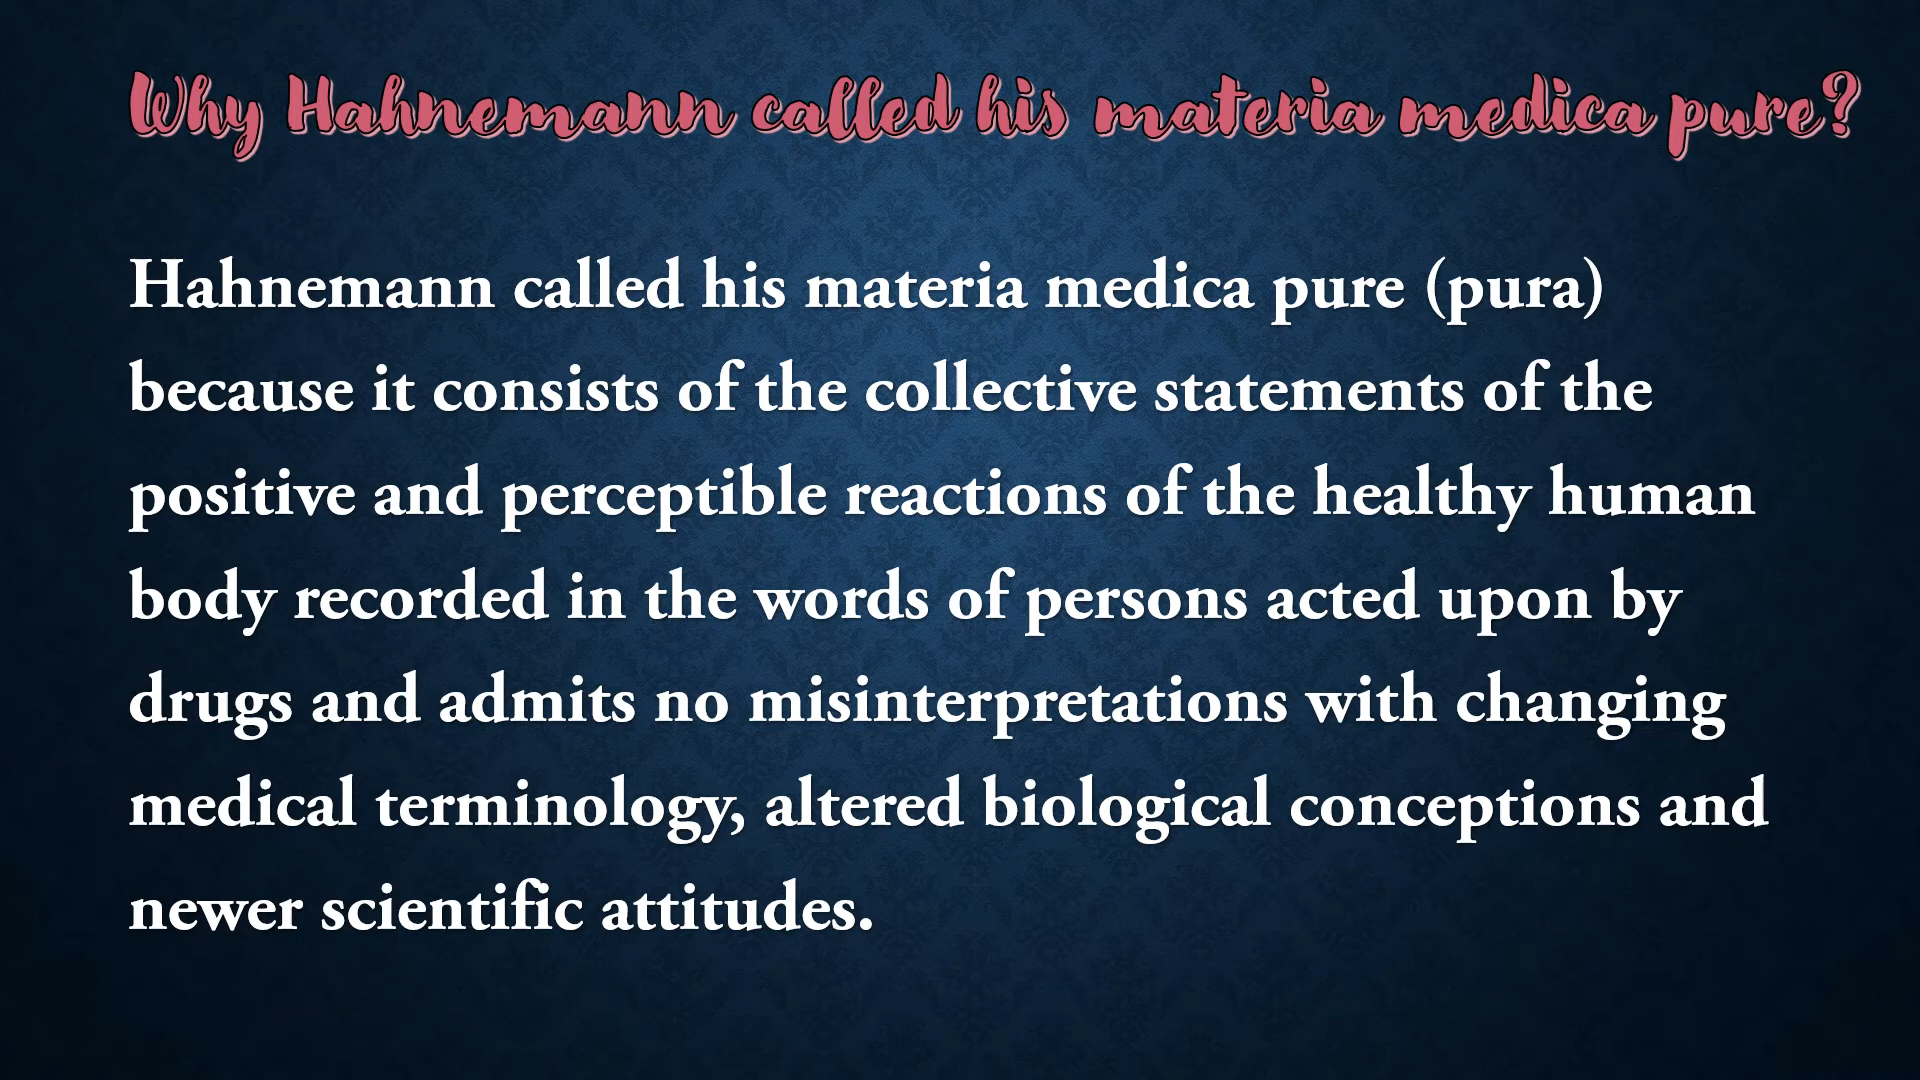 Why Hahnemann called his materia medica pure?
Hahnemann called his materia medica pure (pura)
because it consists of the collective statements of the
positive and perceptible reactions of the healthy human
body recorded in the words of persons acted upon by
drugs and admits no misinterpretations with changing
medical terminology, altered biological conceptions and
newer scientific attitudes.